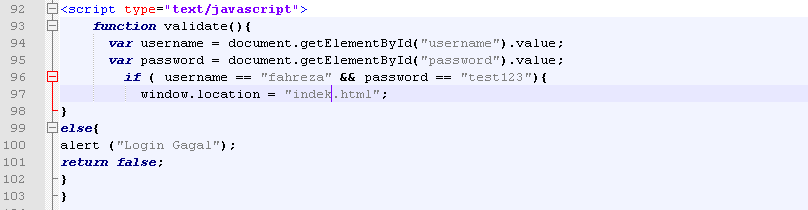 92 <script type="text/javascript">
93 function validate(){
94 var username = document.getElementById("username").value;
95 var password = document.getElementById("password").value;
96 if ( username == "fahreza" && password == "test123"){
97 window.location = "indek.html";
98 }
99 else{
100 alert ("Login Gagal");
101 return false;
102 }
103 }